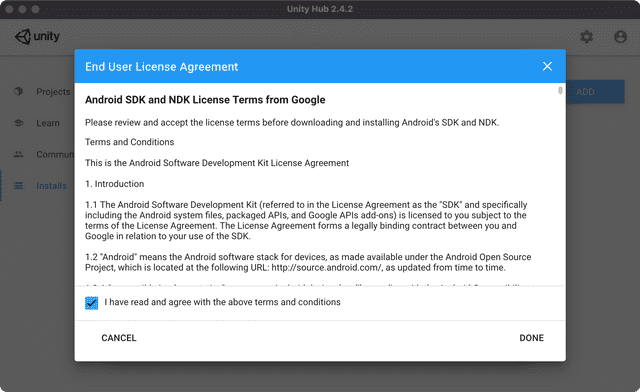 Unity Hub 2.4.2
unity
Projects
Learn
Commun
Installs
ADD
End User License Agreement
Android SDK and NDK License Terms from Google
Please review and accept the license terms before downloading and installing Android's SDK and NDK.
Terms and Conditions
This is the Android Software Development Kit License Agreement
1. Introduction
1.1 The Android Software Development Kit (referred to in the License Agreement as the "SDK" and specifically
including the Android system files, packaged APIs, and Google APIs add-ons) is licensed to you subject to the
terms of the License Agreement. The License Agreement forms a legally binding contract between you and
Google in relation to your use of the SDK.
1.2 "Android" means the Android software stack for devices, as made available under the Android Open Source
Project, which is located at the following URL: http://source.android.com/, as updated from time to time.
I have read and agree with the above terms and conditions
CANCEL
DONE